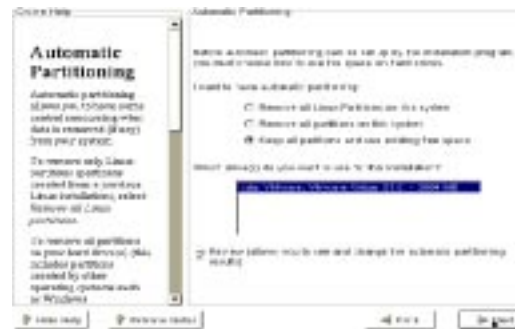 Online Help
Automatic
Partitioning
Automatic partitioning
allows you to have some
control concerning what
data is removed (if any)
from your system.
To remove only Linux
partitions (partitions
created from a previous
Linux installation), select
Remove all Linux
partitions.
To remove all partitions
on your hard drive(s) (this
includes partitions
created by other
operating systems such
as Windows
Hide Help
Release Notes
Automatic Partitioning
Before automatic partitioning can be set up by the installation program,
you must choose how to use the space on hard drives.
I want to have automatic partitioning:
Remove all Linux Partitions on this system
Remove all partitions on this system
Keep all partitions and use existing free space
Which drive(s) do you want to use for this installation?
Review (allows you to see and change the automatic partitioning
results)
Back
Next